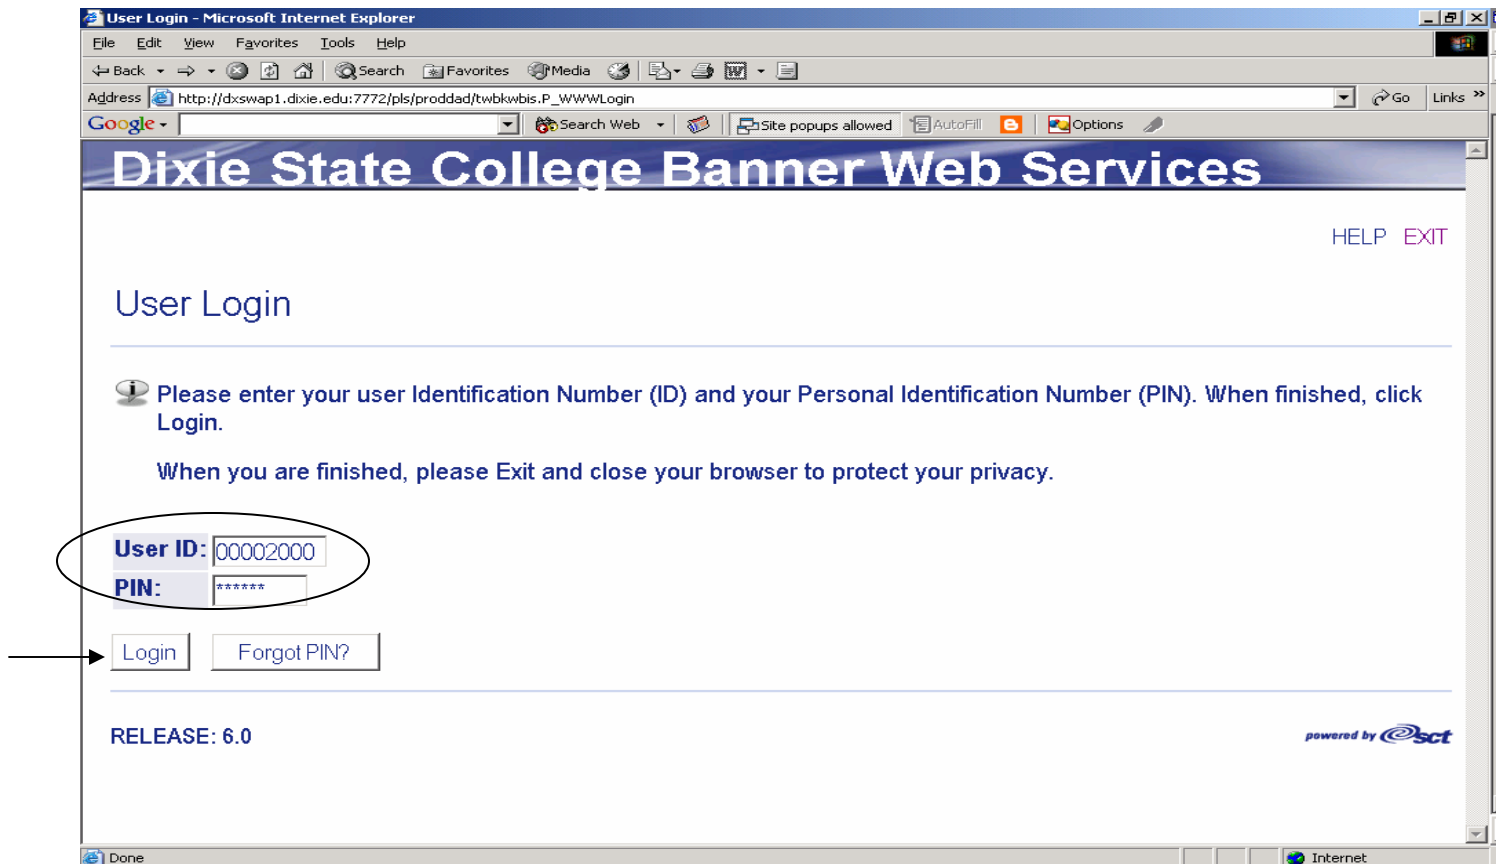 User Login - Microsoft Internet Explorer
File Edit View Favorites Tools Help
Back Search Favorites Media
Address http://dxswap1.dixie.edu:7772/pls/proddad/twbkwbis.P_WWWLogin Go Links »
Google Search Web Site popups allowed AutoFill Options
Dixie State College Banner Web Services
HELP EXIT
User Login
Please enter your user Identification Number (ID) and your Personal Identification Number (PIN). When finished, click
Login.
When you are finished, please Exit and close your browser to protect your privacy.
User ID: 00002000
PIN: ******
Login Forgot PIN?
RELEASE: 6.0
powered by sct
Done Internet